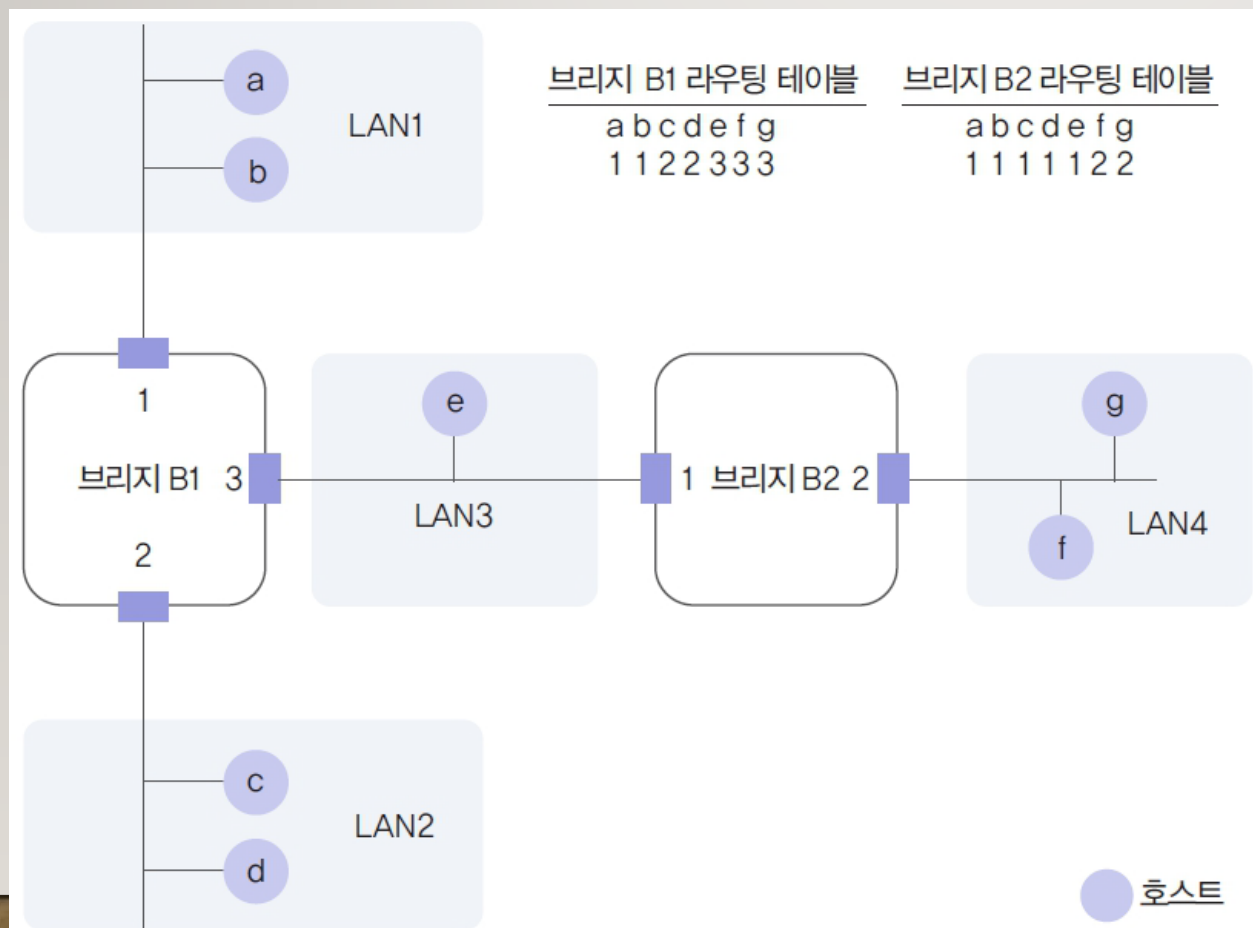 a
b
LAN1
브리지 B1 라우팅 테이블
a b c d e f g
1 1 2 2 3 3 3
브리지 B2 라우팅 테이블
a b c d e f g
1 1 1 1 1 2 2
1
브리지 B1 3
2
e
LAN3
1 브리지 B2 2
g
f
LAN4
c
d
LAN2
호스트